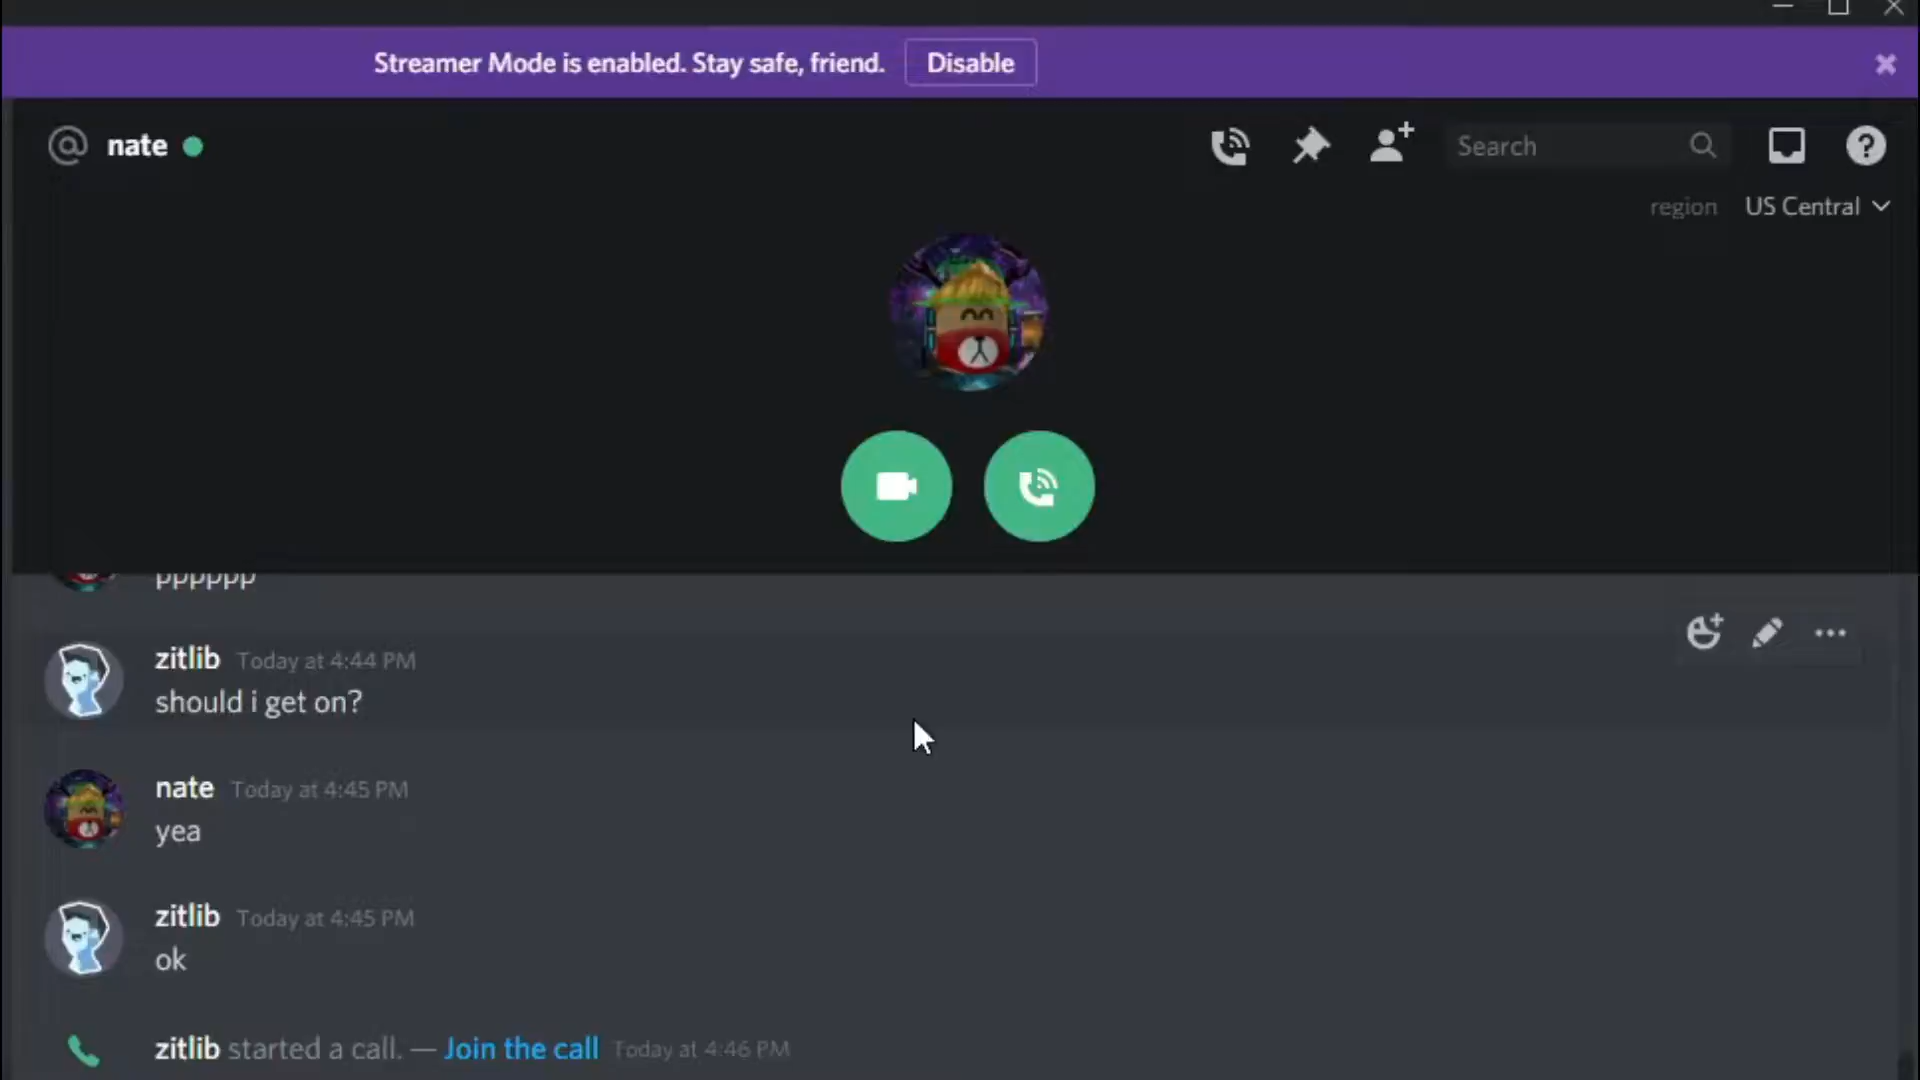 Streamer Mode is enabled. Stay safe, friend. Disable
@ nate
Search
region US Central
pppppp
zitlib Today at 4:44 PM
should i get on?
nate Today at 4:45 PM
yea
zitlib Today at 4:45 PM
ok
zitlib started a call. — Join the call Today at 4:46 PM